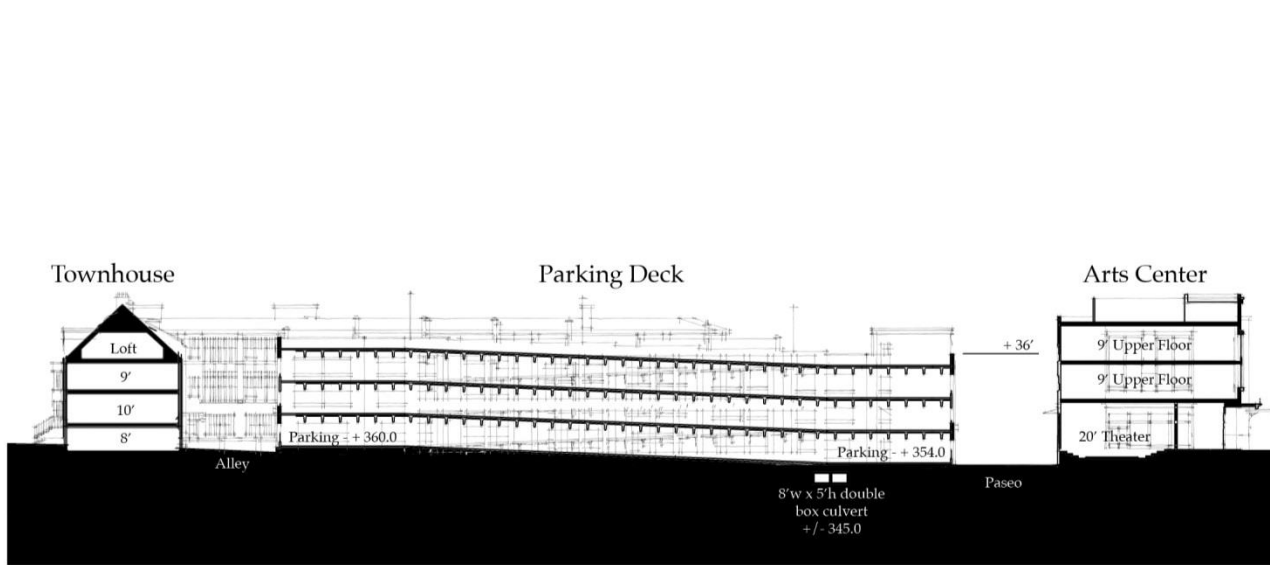 Townhouse
Parking Deck
Arts Center
Loft
9'
10'
8'
+ 36'
9' Upper Floor
9' Upper Floor
20' Theater
Parking - + 360.0
Parking - + 354.0
Alley
Paseo
8'w x 5'h double
box culvert
+/- 345.0